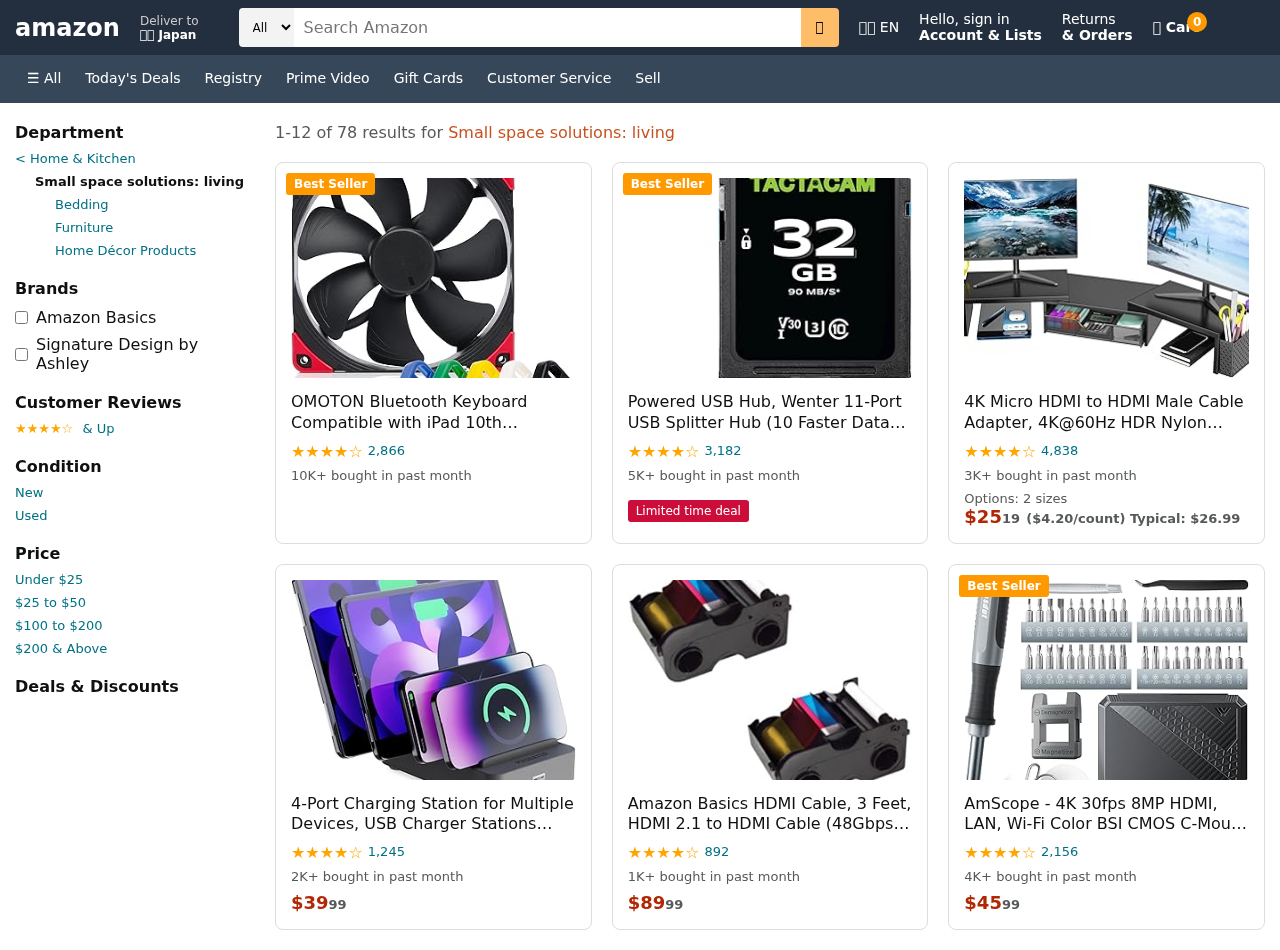 amazon
Deliver to
Japan
All
Search Amazon
EN
Hello, sign in
Account & Lists
Returns
& Orders
0
☰ All
Today's Deals
Registry
Prime Video
Gift Cards
Customer Service
Sell
Department
< Home & Kitchen
Small space solutions: living
Bedding
Furniture
Home Décor Products
Brands
Amazon Basics
Signature Design by
Ashley
Customer Reviews
★★★★☆ & Up
Condition
New
Used
Price
Under $25
$25 to $50
$100 to $200
$200 & Above
Deals & Discounts
1-12 of 78 results for Small space solutions: living
Best Seller
OMOTON Bluetooth Keyboard
Compatible with iPad 10th…
★★★★☆ 2,866
10K+ bought in past month
Best Seller
TACTACAM
32
GB
90 MB/S*
V30 U3 10
Powered USB Hub, Wenter 11-Port
USB Splitter Hub (10 Faster Data…
★★★★☆ 3,182
5K+ bought in past month
Limited time deal
4K Micro HDMI to HDMI Male Cable
Adapter, 4K@60Hz HDR Nylon…
★★★★☆ 4,838
3K+ bought in past month
Options: 2 sizes
$2519 ($4.20/count) Typical: $26.99
4-Port Charging Station for Multiple
Devices, USB Charger Stations…
★★★★☆ 1,245
2K+ bought in past month
$3999
Amazon Basics HDMI Cable, 3 Feet,
HDMI 2.1 to HDMI Cable (48Gbps…
★★★★☆ 892
1K+ bought in past month
$8999
Best Seller
Demagnetize
Magnetize
AmScope - 4K 30fps 8MP HDMI,
LAN, Wi-Fi Color BSI CMOS C-Mou…
★★★★☆ 2,156
4K+ bought in past month
$4599